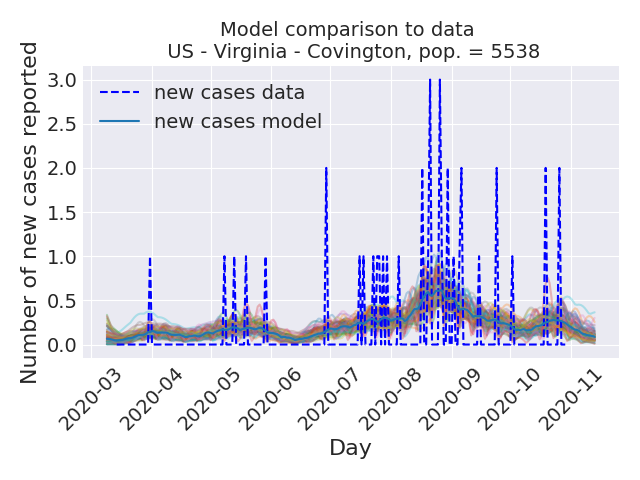 Model comparison to data
US - Virginia - Covington, pop. = 5538
Number of new cases reported
3.0
2.5
2.0
1.5
1.0
0.5
0.0
new cases data
new cases model
2020-03
2020-04
2020-05
2020-06
2020-07
2020-08
2020-09
2020-10
2020-11
Day